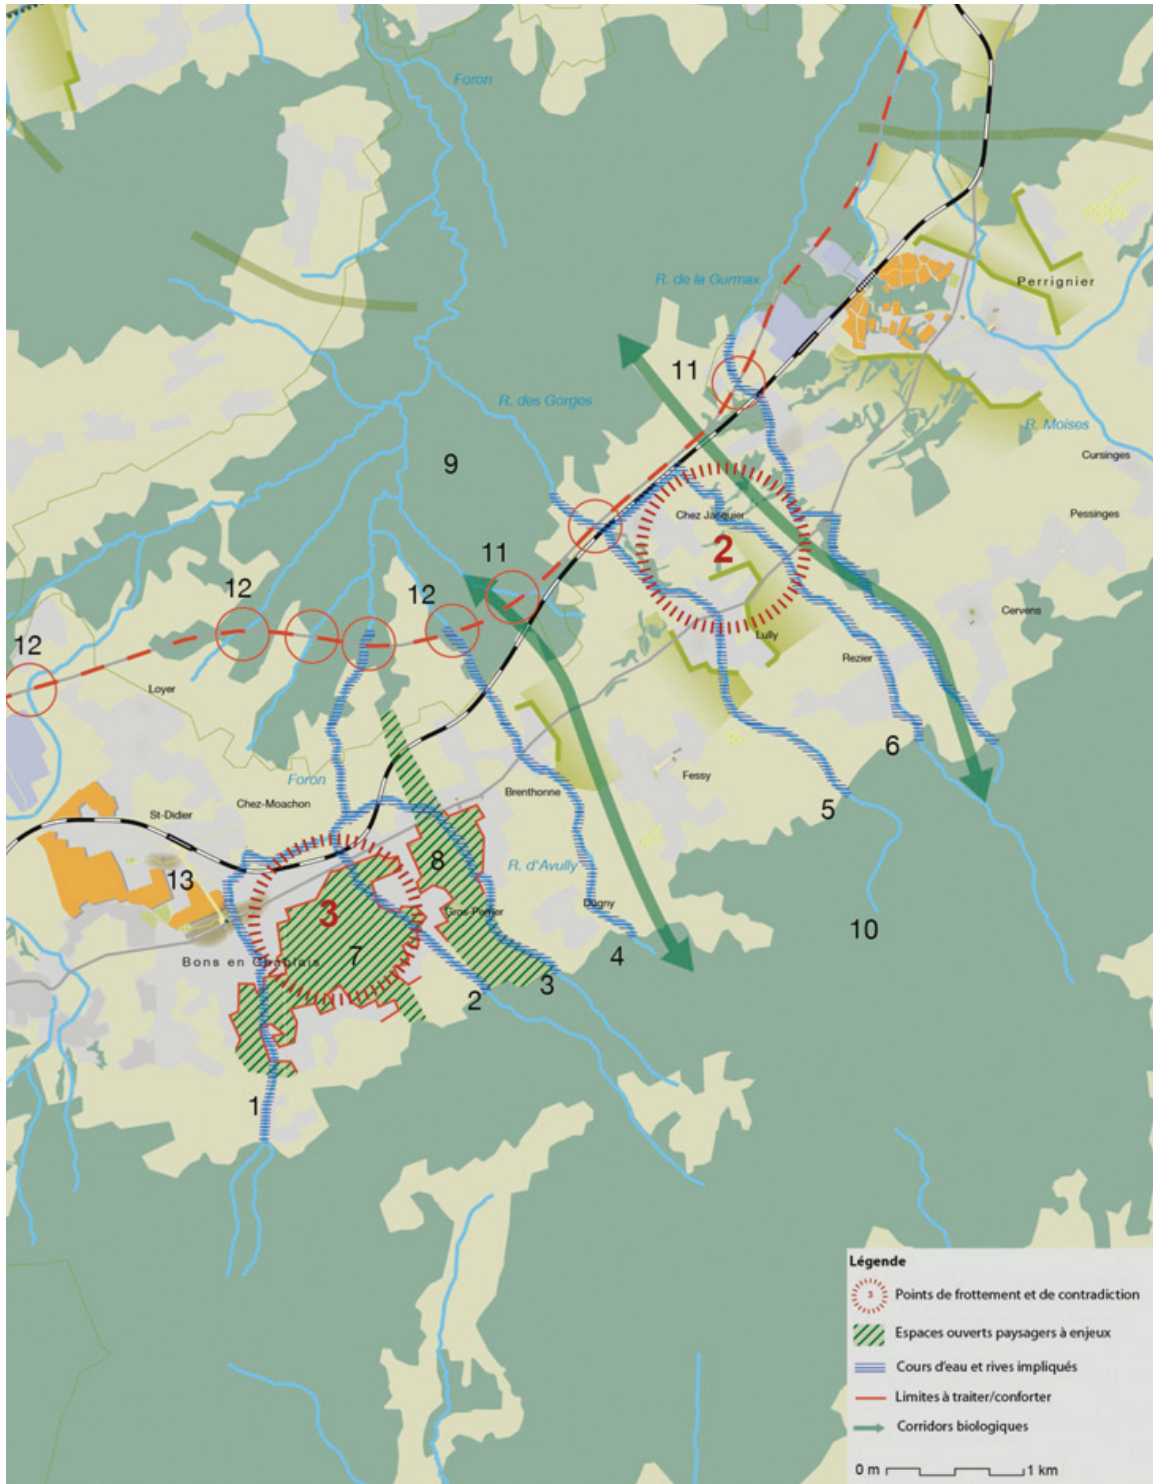 Foron
R. de la Gurmax
Perrignier
11
R. des Gorges
R. Moises
9
Cursinges
Chez Jacquier
Pessinges
2
11
12
12
Cervens
Lully
12
Rezier
Loyer
6
Foron
Fessy
Brenthonne
5
Chez-Moachon
St-Didier
8
R. d'Avully
13
3
Gros-Perrier
Dugny
10
7
Bons en Chablais
4
3
2
1
Légende
3
Points de frottement et de contradiction
Espaces ouverts paysagers à enjeux
Cours d'eau et rives impliqués
Limites à traiter/conforter
Corridors biologiques
0 m
1 km